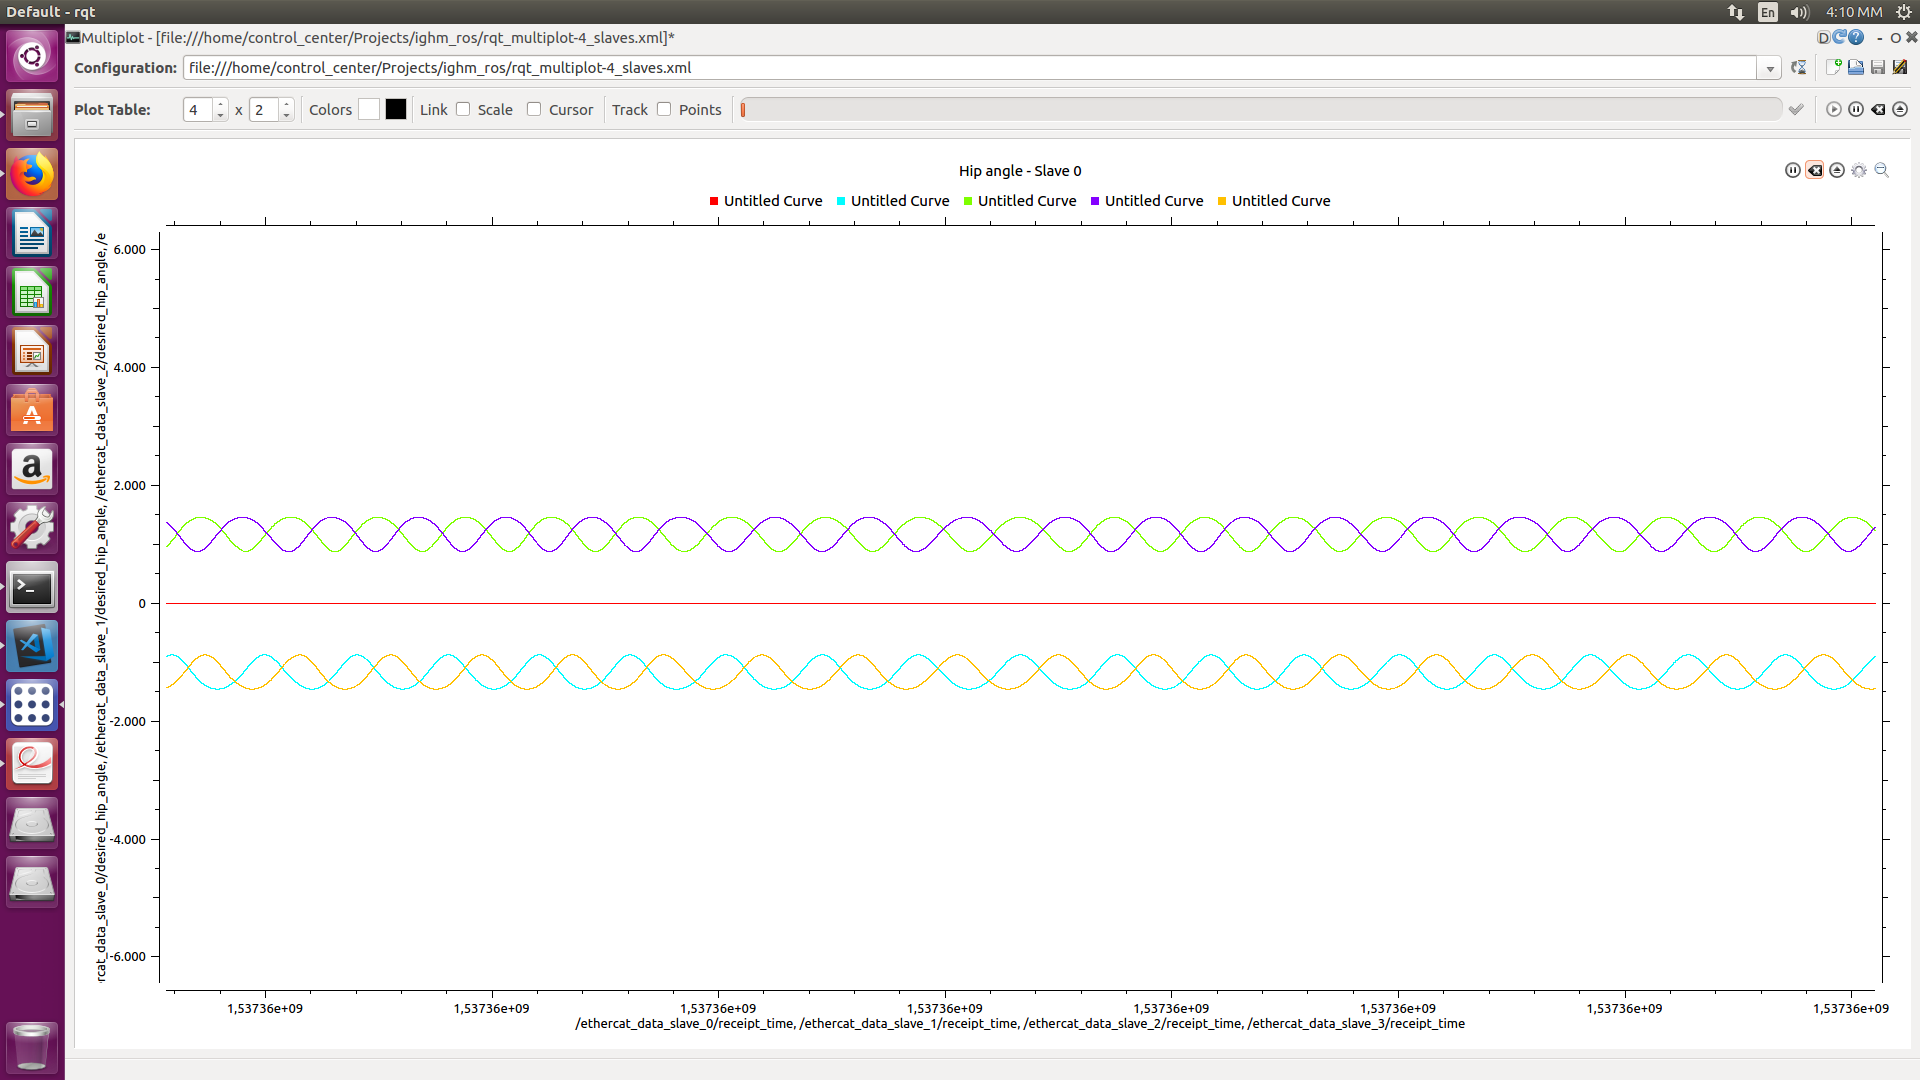 Default - rqt
En
4:10 MM
Multiplot - [file:///home/control_center/Projects/ighm_ros/rqt_multiplot-4_slaves.xml]*
D
- O
Configuration: file:///home/control_center/Projects/ighm_ros/rqt_multiplot-4_slaves.xml
Plot Table: 4 x 2 Colors Link Scale Cursor Track Points
Hip angle - Slave 0
Untitled Curve Untitled Curve Untitled Curve Untitled Curve Untitled Curve
rcat_data_slave_0/desired_hip_angle, /ethercat_data_slave_1/desired_hip_angle, /ethercat_data_slave_2/desired_hip_angle, /e
6.000
4.000
2.000
0
-2.000
-4.000
-6.000
1,53736e+09 1,53736e+09 1,53736e+09 1,53736e+09 1,53736e+09 1,53736e+09 1,53736e+09 1,53736e+09
/ethercat_data_slave_0/receipt_time, /ethercat_data_slave_1/receipt_time, /ethercat_data_slave_2/receipt_time, /ethercat_data_slave_3/receipt_time